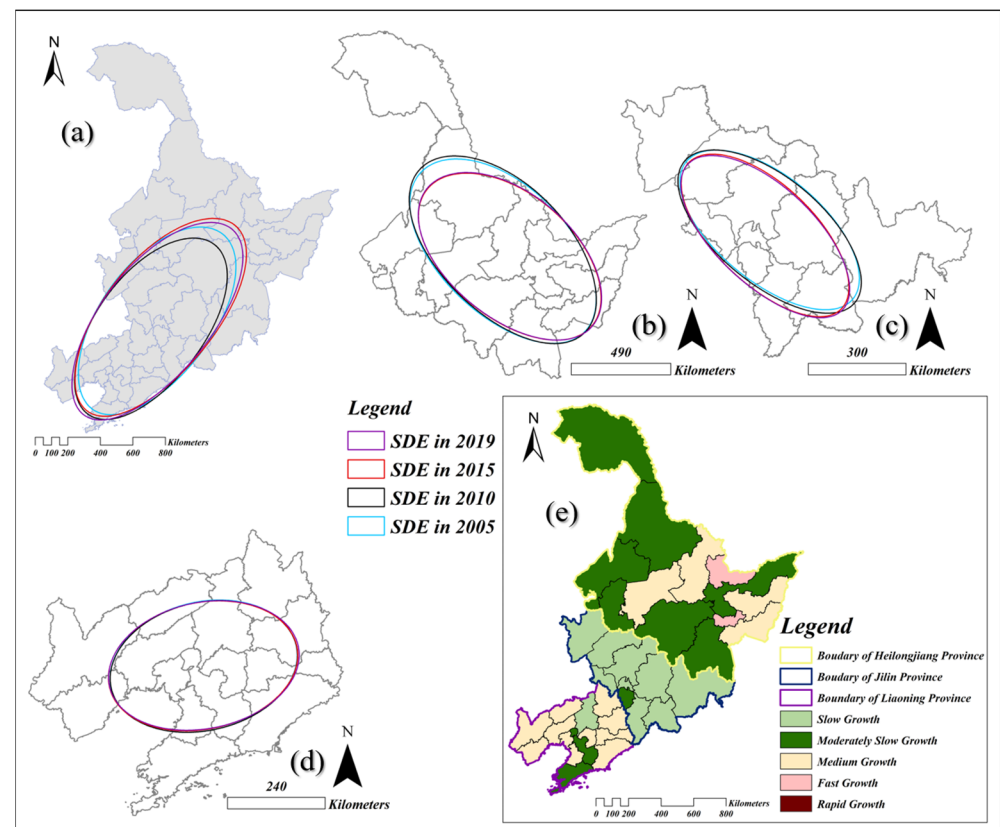 N
(a)
0 100 200 400 600 800 Kilometers
N
(b)
490 Kilometers
N
(c)
300 Kilometers
Legend
SDE in 2019
SDE in 2015
SDE in 2010
SDE in 2005
N
(d)
240 Kilometers
N
(e)
0 100 200 400 600 800 Kilometers
Legend
Boudary of Heilongjiang Province
Boudary of Jilin Province
Boundary of Liaoning Province
Slow Growth
Moderately Slow Growth
Medium Growth
Fast Growth
Rapid Growth